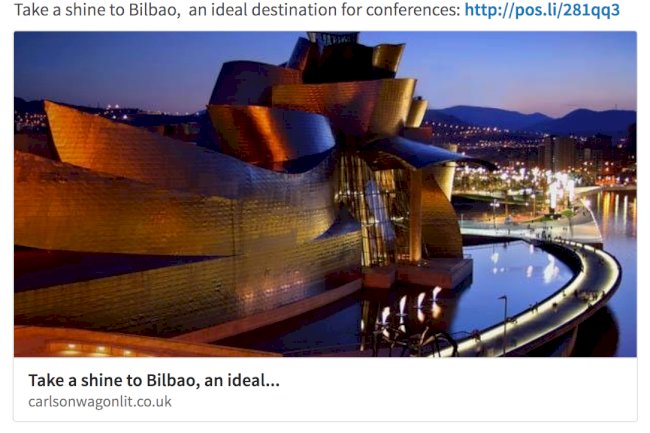 Take a shine to Bilbao, an ideal destination for conferences: http://pos.li/281qq3
Take a shine to Bilbao, an ideal...
carlsonwagonlit.co.uk